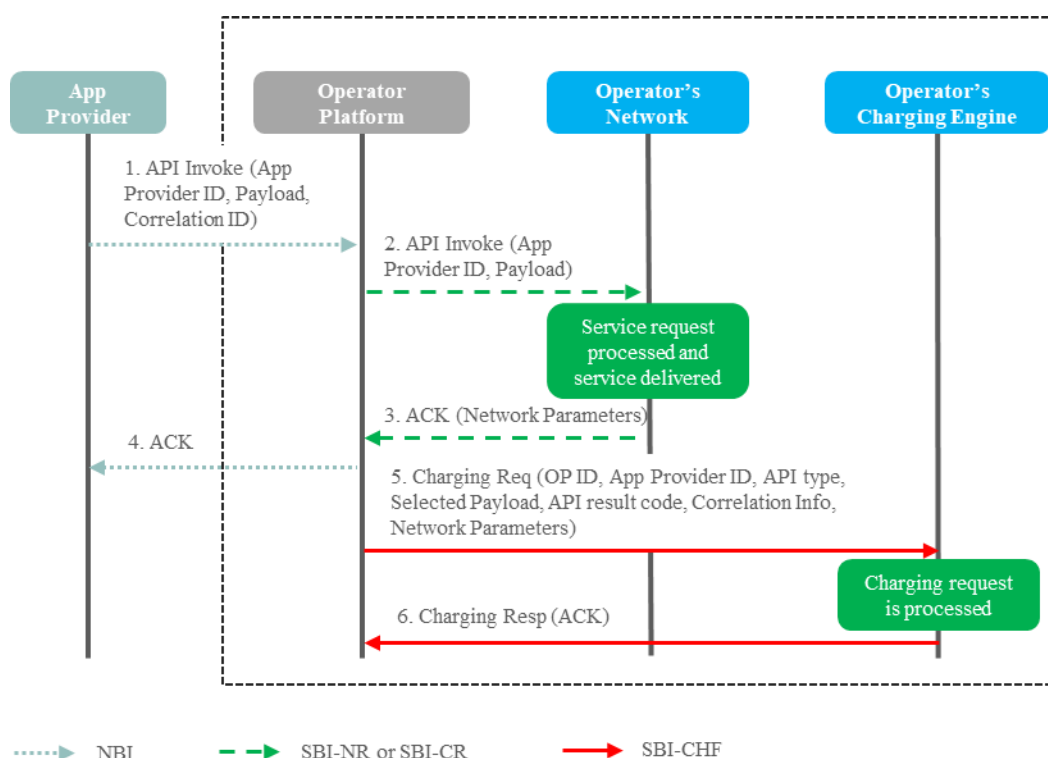 App
Provider
Operator
Platform
Operator’s
Network
Operator’s
Charging Engine
1. API Invoke (App
Provider ID, Payload,
Correlation ID)
2. API Invoke (App
Provider ID, Payload)
Service request
processed and
service delivered
3. ACK (Network Parameters)
4. ACK
5. Charging Req (OP ID, App Provider ID, API type,
Selected Payload, API result code, Correlation Info,
Network Parameters)
Charging request
is processed
6. Charging Resp (ACK)
NBI
SBI-NR or SBI-CR
SBI-CHF